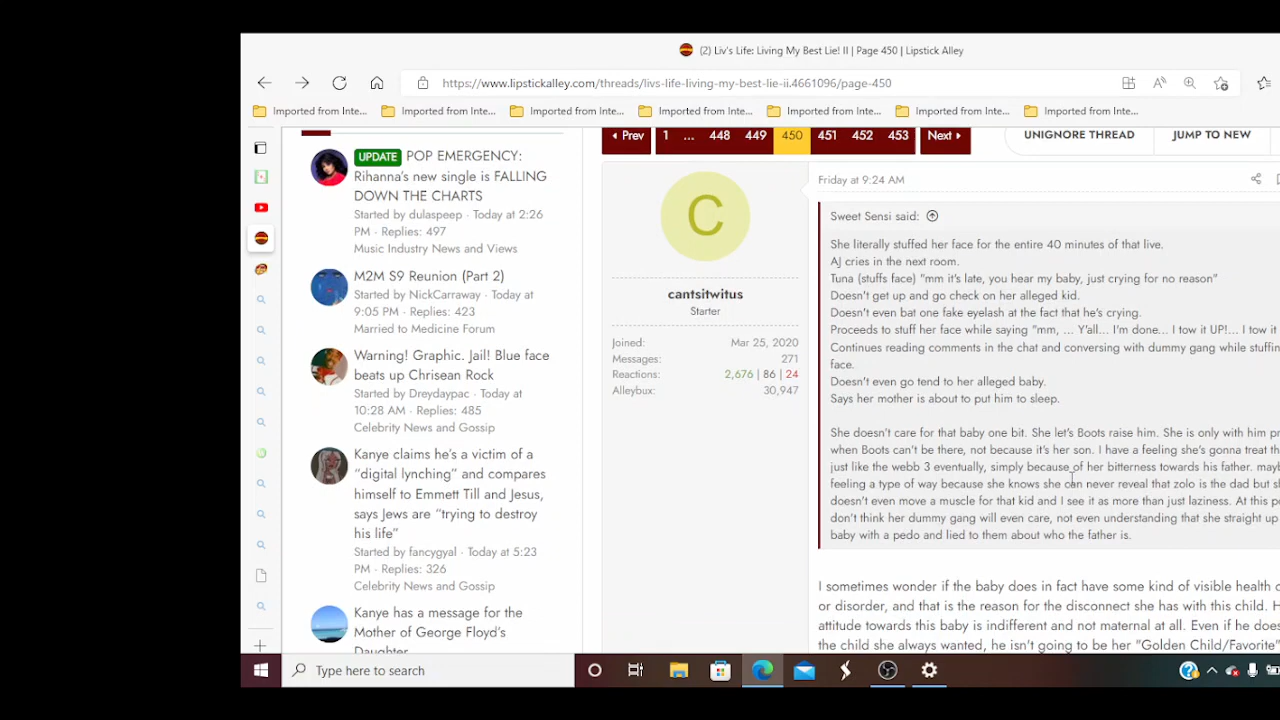 (2) Liv's Life: Living My Best Lie! II | Page 450 | Lipstick Alley
https://www.lipstickalley.com/threads/livs-life-living-my-best-lie-ii.4661096/page-450
Imported from Inte...
Imported from Inte...
Imported from Inte...
Imported from Inte...
Imported from Inte...
Imported from Inte...
Imported from Inte...
UPDATE POP EMERGENCY:
Rihanna's new single is FALLING
DOWN THE CHARTS
Started by dulaspeep · Today at 2:26
PM · Replies: 497
Music Industry News and Views
M2M S9 Reunion (Part 2)
Started by NickCarraway · Today at
9:05 PM · Replies: 423
Married to Medicine Forum
Warning! Graphic. Jail! Blue face
beats up Chrisean Rock
Started by Dreydaypac · Today at
10:28 AM · Replies: 485
Celebrity News and Gossip
Kanye claims he's a victim of a
"digital lynching" and compares
himself to Emmett Till and Jesus,
says Jews are "trying to destroy
his life"
Started by fancygyal · Today at 5:23
PM · Replies: 326
Celebrity News and Gossip
Kanye has a message for the
Mother of George Floyd's
Daughter
Prev 1 ... 448 449 450 451 452 453 Next
UNIGNORE THREAD JUMP TO NEW
C
cantsitwitus
Starter
Joined: Mar 25, 2020
Messages: 271
Reactions: 2,676 | 86 | 24
Alleybux: 30,947
Friday at 9:24 AM
Sweet Sensi said:
She literally stuffed her face for the entire 40 minutes of that live.
AJ cries in the next room.
Tuna (stuffs face) "mm it's late, you hear my baby, just crying for no reason"
Doesn't get up and go check on her alleged kid.
Doesn't even bat one fake eyelash at the fact that he's crying.
Proceeds to stuff her face while saying "mm, ... Y'all... I'm done... I tow it UP!... I tow it
Continues reading comments in the chat and conversing with dummy gang while stuffin
face.
Doesn't even go tend to her alleged baby.
Says her mother is about to put him to sleep.
She doesn't care for that baby one bit. She let's Boots raise him. She is only with him pr
when Boots can't be there, not because it's her son. I have a feeling she's gonna treat th
just like the webb 3 eventually, simply because of her bitterness towards his father. may
feeling a type of way because she knows she can never reveal that zolo is the dad but s
doesn't even move a muscle for that kid and I see it as more than just laziness. At this p
don't think her dummy gang will even care, not even understanding that she straight up
baby with a pedo and lied to them about who the father is.
I sometimes wonder if the baby does in fact have some kind of visible health c
or disorder, and that is the reason for the disconnect she has with this child. H
attitude towards this baby is indifferent and not maternal at all. Even if he does
the child she always wanted, he isn't going to be her "Golden Child/Favorite"
Type here to search